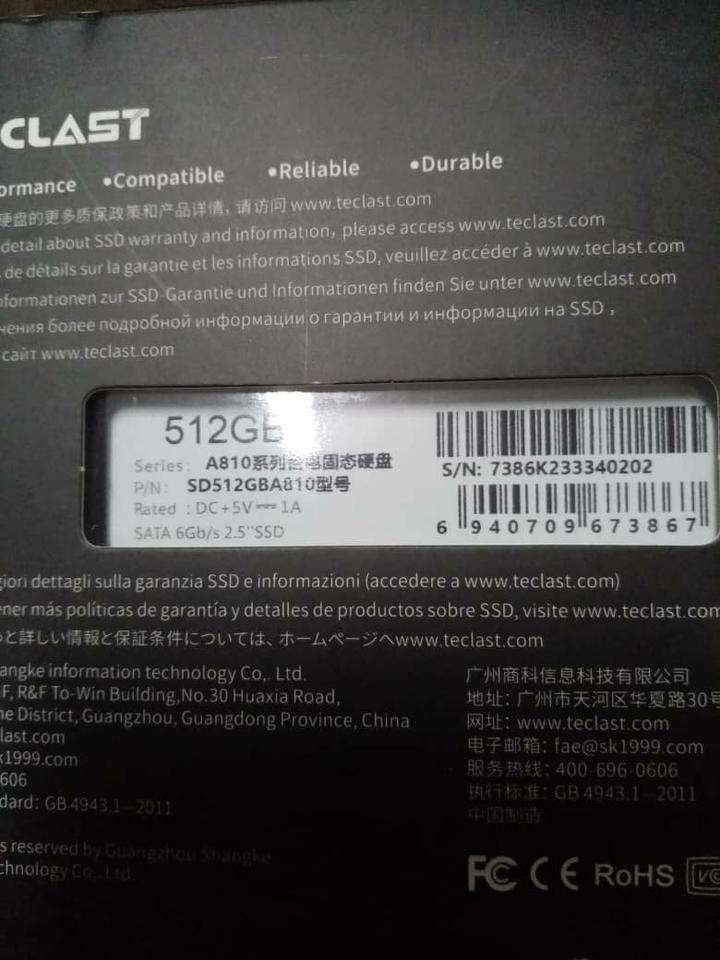 CLAST
ormance •Compatible •Reliable •Durable
硬盘的更多质保政策和产品详情, 请访问 www.teclast.com
detail about SSD warranty and information, please access www.teclast.com
de détails sur la garantie et les informations SSD, veuillez accéder à www.teclast.com
nformationen zur SSD Garantie und Informationen finden Sie unter www.teclast.com
чения более подробной информации о гарантии и информации на SSD ,
сайт www.teclast.com
512GB
Series: A810系列 固态硬盘
P/N: SD512GBA810型号
Rated : DC+5V⎓1A
SATA 6Gb/s 2.5''SSD
S/N: 7386K233340202
6 940709 673867
giori dettagli sulla garanzia SSD e informazioni (accedere a www.teclast.com)
ner más políticas de garantía y detalles de productos sobre SSD, visite www.teclast.com
っと詳しい情報と保証条件については、ホームページへwww.teclast.com
angke information technology Co,. Ltd.
-F, R&F To-Win Building,No.30 Huaxia Road,
he District, Guangzhou, Guangdong Province, China
last.com
k1999.com
606
dard: GB 4943.1—2011
s reserved by Guangzhou Shangke
chnology Co,. Ltd.
广州商科信息科技有限公司
地址: 广州市天河区华夏路30号
网址: www.teclast.com
电子邮箱: fae@sk1999.com
服务热线: 400-696-0606
执行标准: GB 4943.1—2011
中国制造
FC CE RoHS